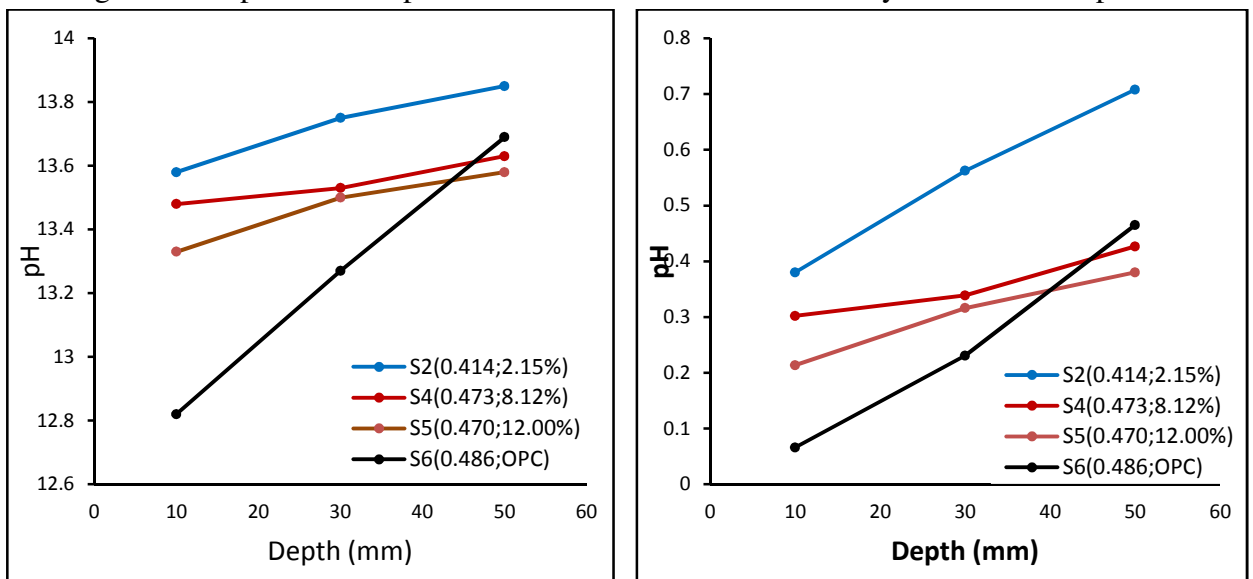 14
13.8
13.6
13.4
13.2
13
12.8
12.6
0 10 20 30 40 50 60
pH
Depth (mm)
S2(0.414;2.15%)
S4(0.473;8.12%)
S5(0.470;12.00%)
S6(0.486;OPC)
0.8
0.7
0.6
0.5
0.4
0.3
0.2
0.1
0
0 10 20 30 40 50 60
pH
Depth (mm)
S2(0.414;2.15%)
S4(0.473;8.12%)
S5(0.470;12.00%)
S6(0.486;OPC)